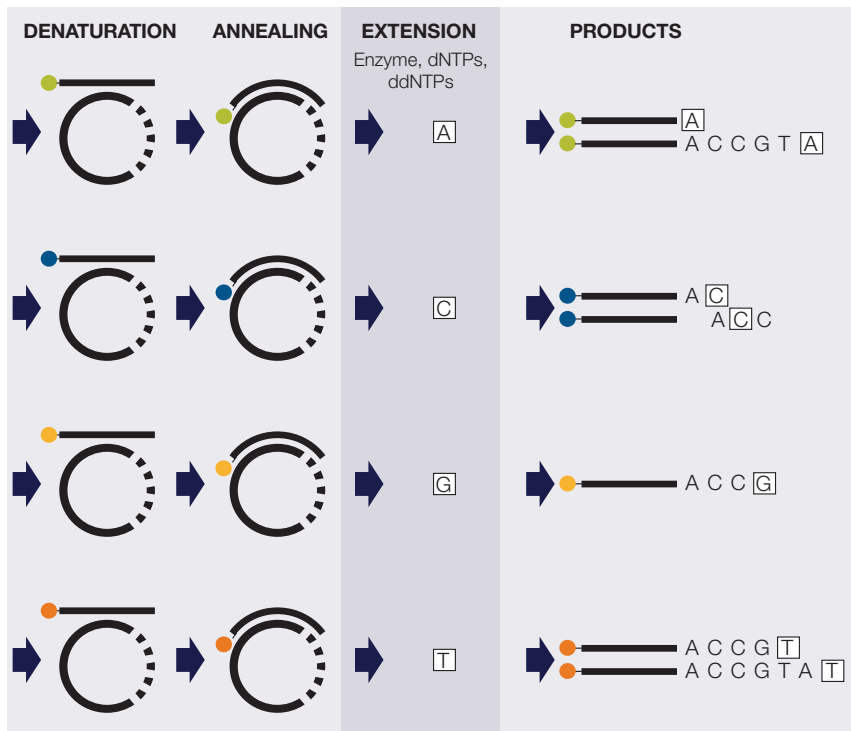 DENATURATION ANNEALING EXTENSION PRODUCTS
Enzyme, dNTPs,
ddNTPs
A
A
A C C G T A
C
A C
A C C
G
A C C G
T
A C C G T
A C C G T A T